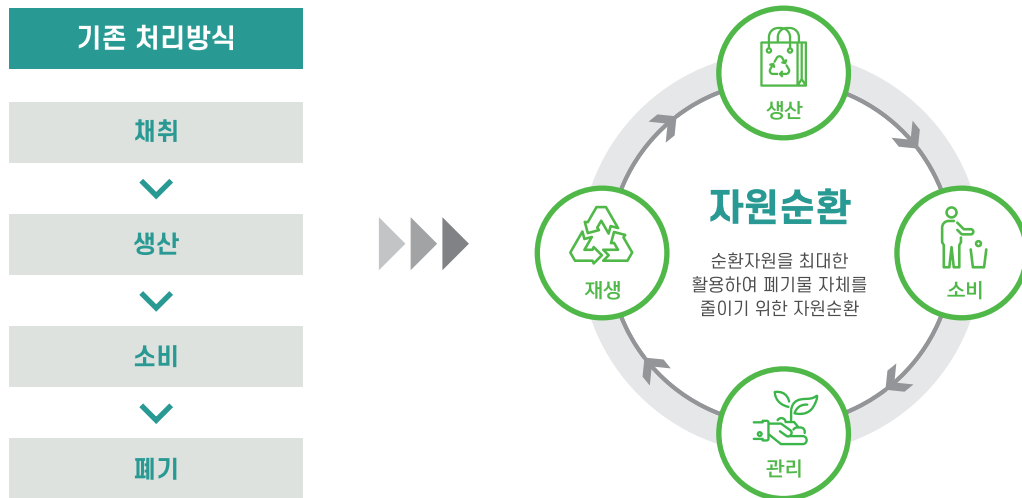 기존 처리방식
채취
생산
소비
폐기
생산
소비
관리
재생
자원순환
순환자원을 최대한
활용하여 폐기물 자체를
줄이기 위한 자원순환